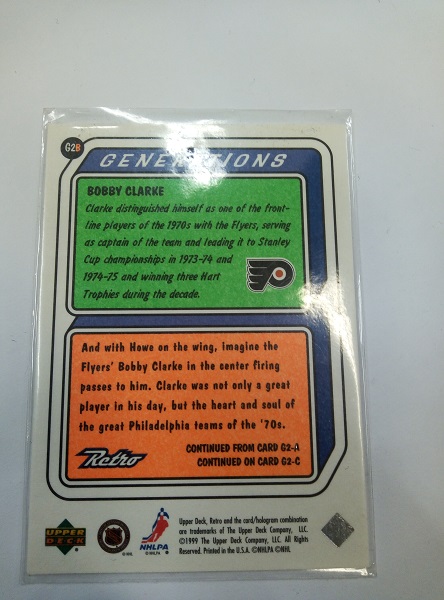 G2B
GENERATIONS
BOBBY CLARKE
Clarke distinguished himself as one of the front-
line players of the 1970s with the Flyers, serving
as captain of the team and leading it to Stanley
Cup championships in 1973-74 and
1974-75 and winning three Hart
Trophies during the decade.
And with Howe on the wing, imagine the
Flyers' Bobby Clarke in the center firing
passes to him. Clarke was not only a great
player in his day, but the heart and soul of
the great Philadelphia teams of the '70s.
Retro
CONTINUED FROM CARD G2-A
CONTINUED ON CARD G2-C
UPPER
DECK
NHLPA
©NHL
©NHLPA
Upper Deck, Retro and the card/hologram combination
are trademarks of The Upper Deck Company, LLC.
©1999 The Upper Deck Company, LLC. All Rights
Reserved. Printed in the U.S.A. ©NHLPA ©NHL